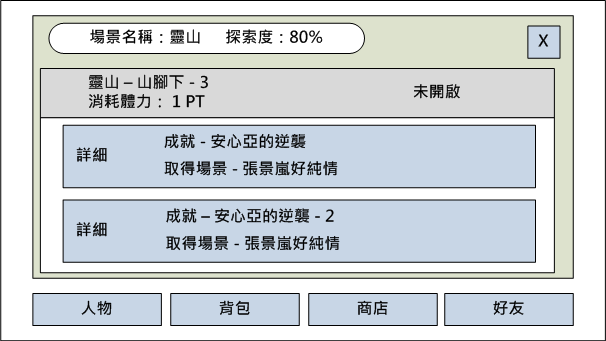 場景名稱：靈山 探索度：80%
X
靈山 – 山腳下 - 3
消耗體力： 1 PT
未開啟
詳細
成就 - 安心亞的逆襲
取得場景 - 張景嵐好純情
詳細
成就 – 安心亞的逆襲 - 2
取得場景 - 張景嵐好純情
人物
背包
商店
好友